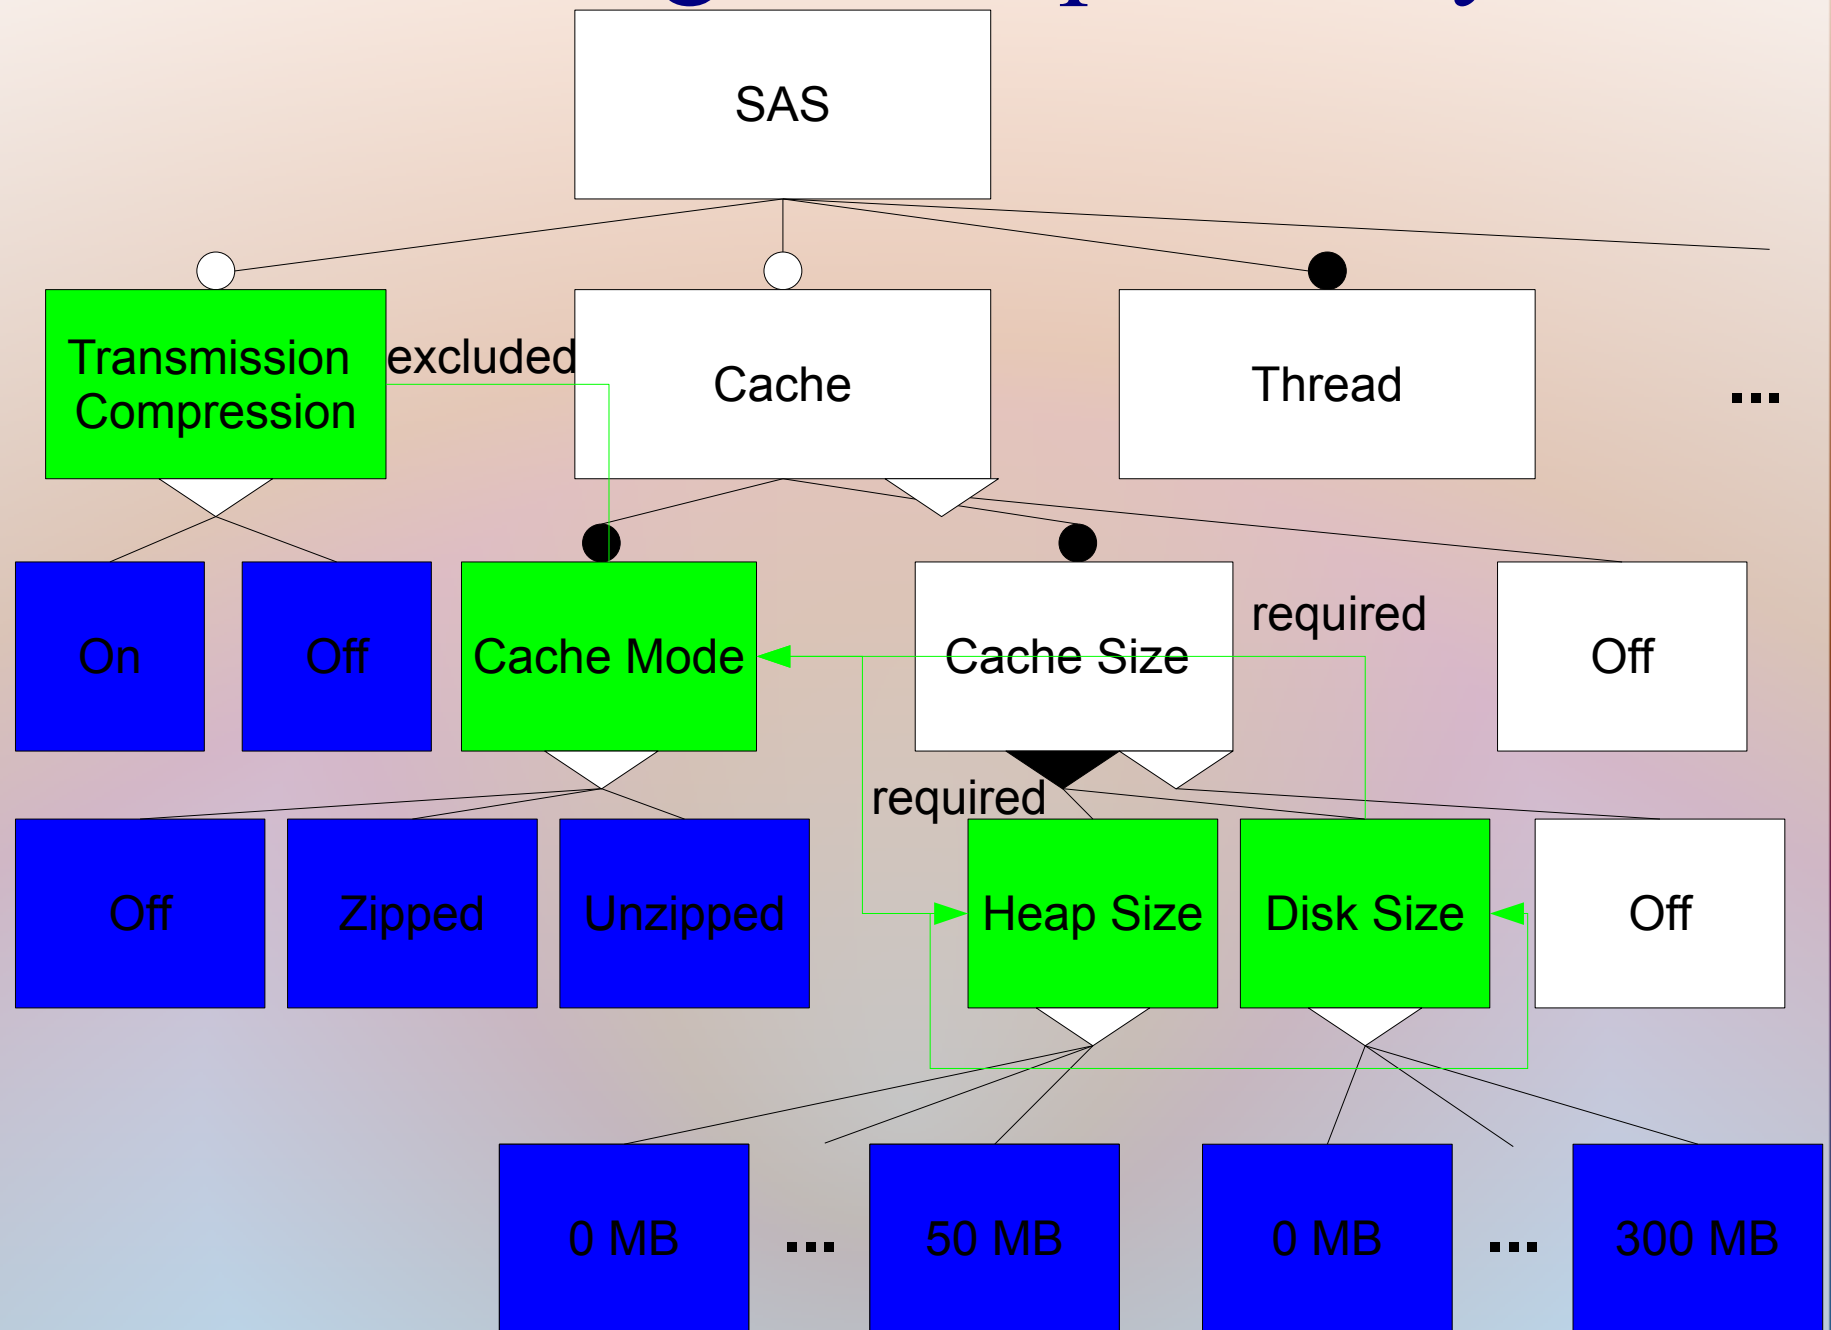 SAS
Transmission
Compression
excluded
Cache
Thread
...
On
Off
Cache Mode
Cache Size
required
Off
required
Off
Zipped
Unzipped
Heap Size
Disk Size
Off
0 MB
...
50 MB
0 MB
...
300 MB